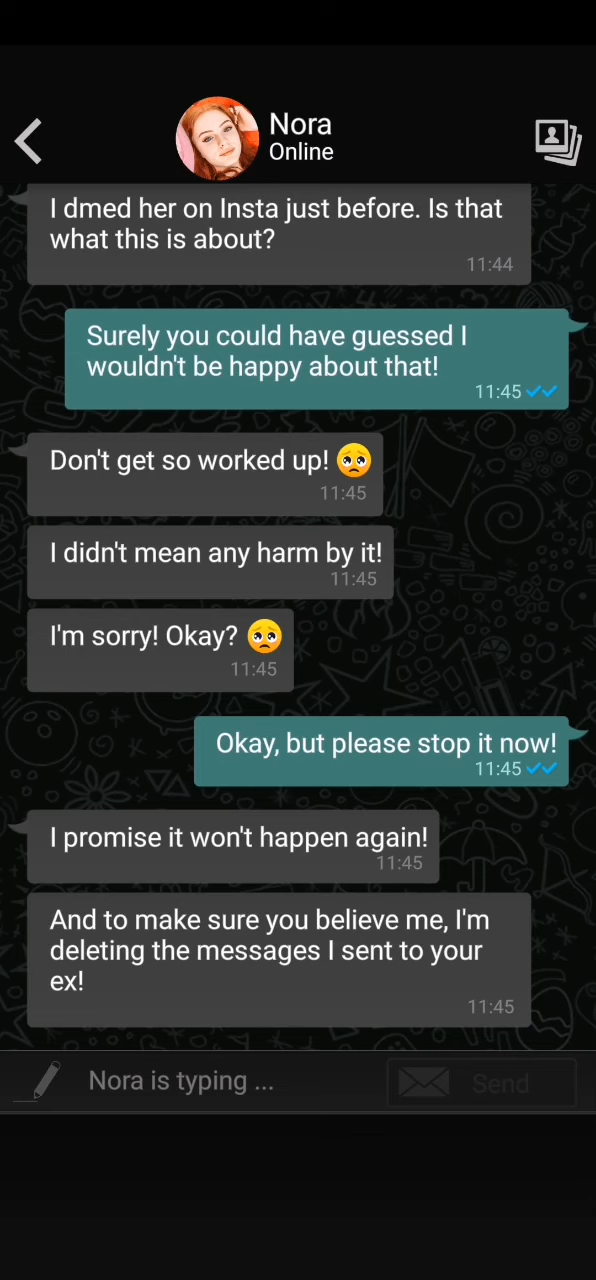 Nora
Online
I dmed her on Insta just before. Is that
what this is about?
11:44
Surely you could have guessed I
wouldn't be happy about that!
11:45
Don't get so worked up! 🥺
11:45
I didn't mean any harm by it!
11:45
I'm sorry! Okay? 🥺
11:45
Okay, but please stop it now!
11:45
I promise it won't happen again!
11:45
And to make sure you believe me, I'm
deleting the messages I sent to your
ex!
11:45
Nora is typing ...
Send